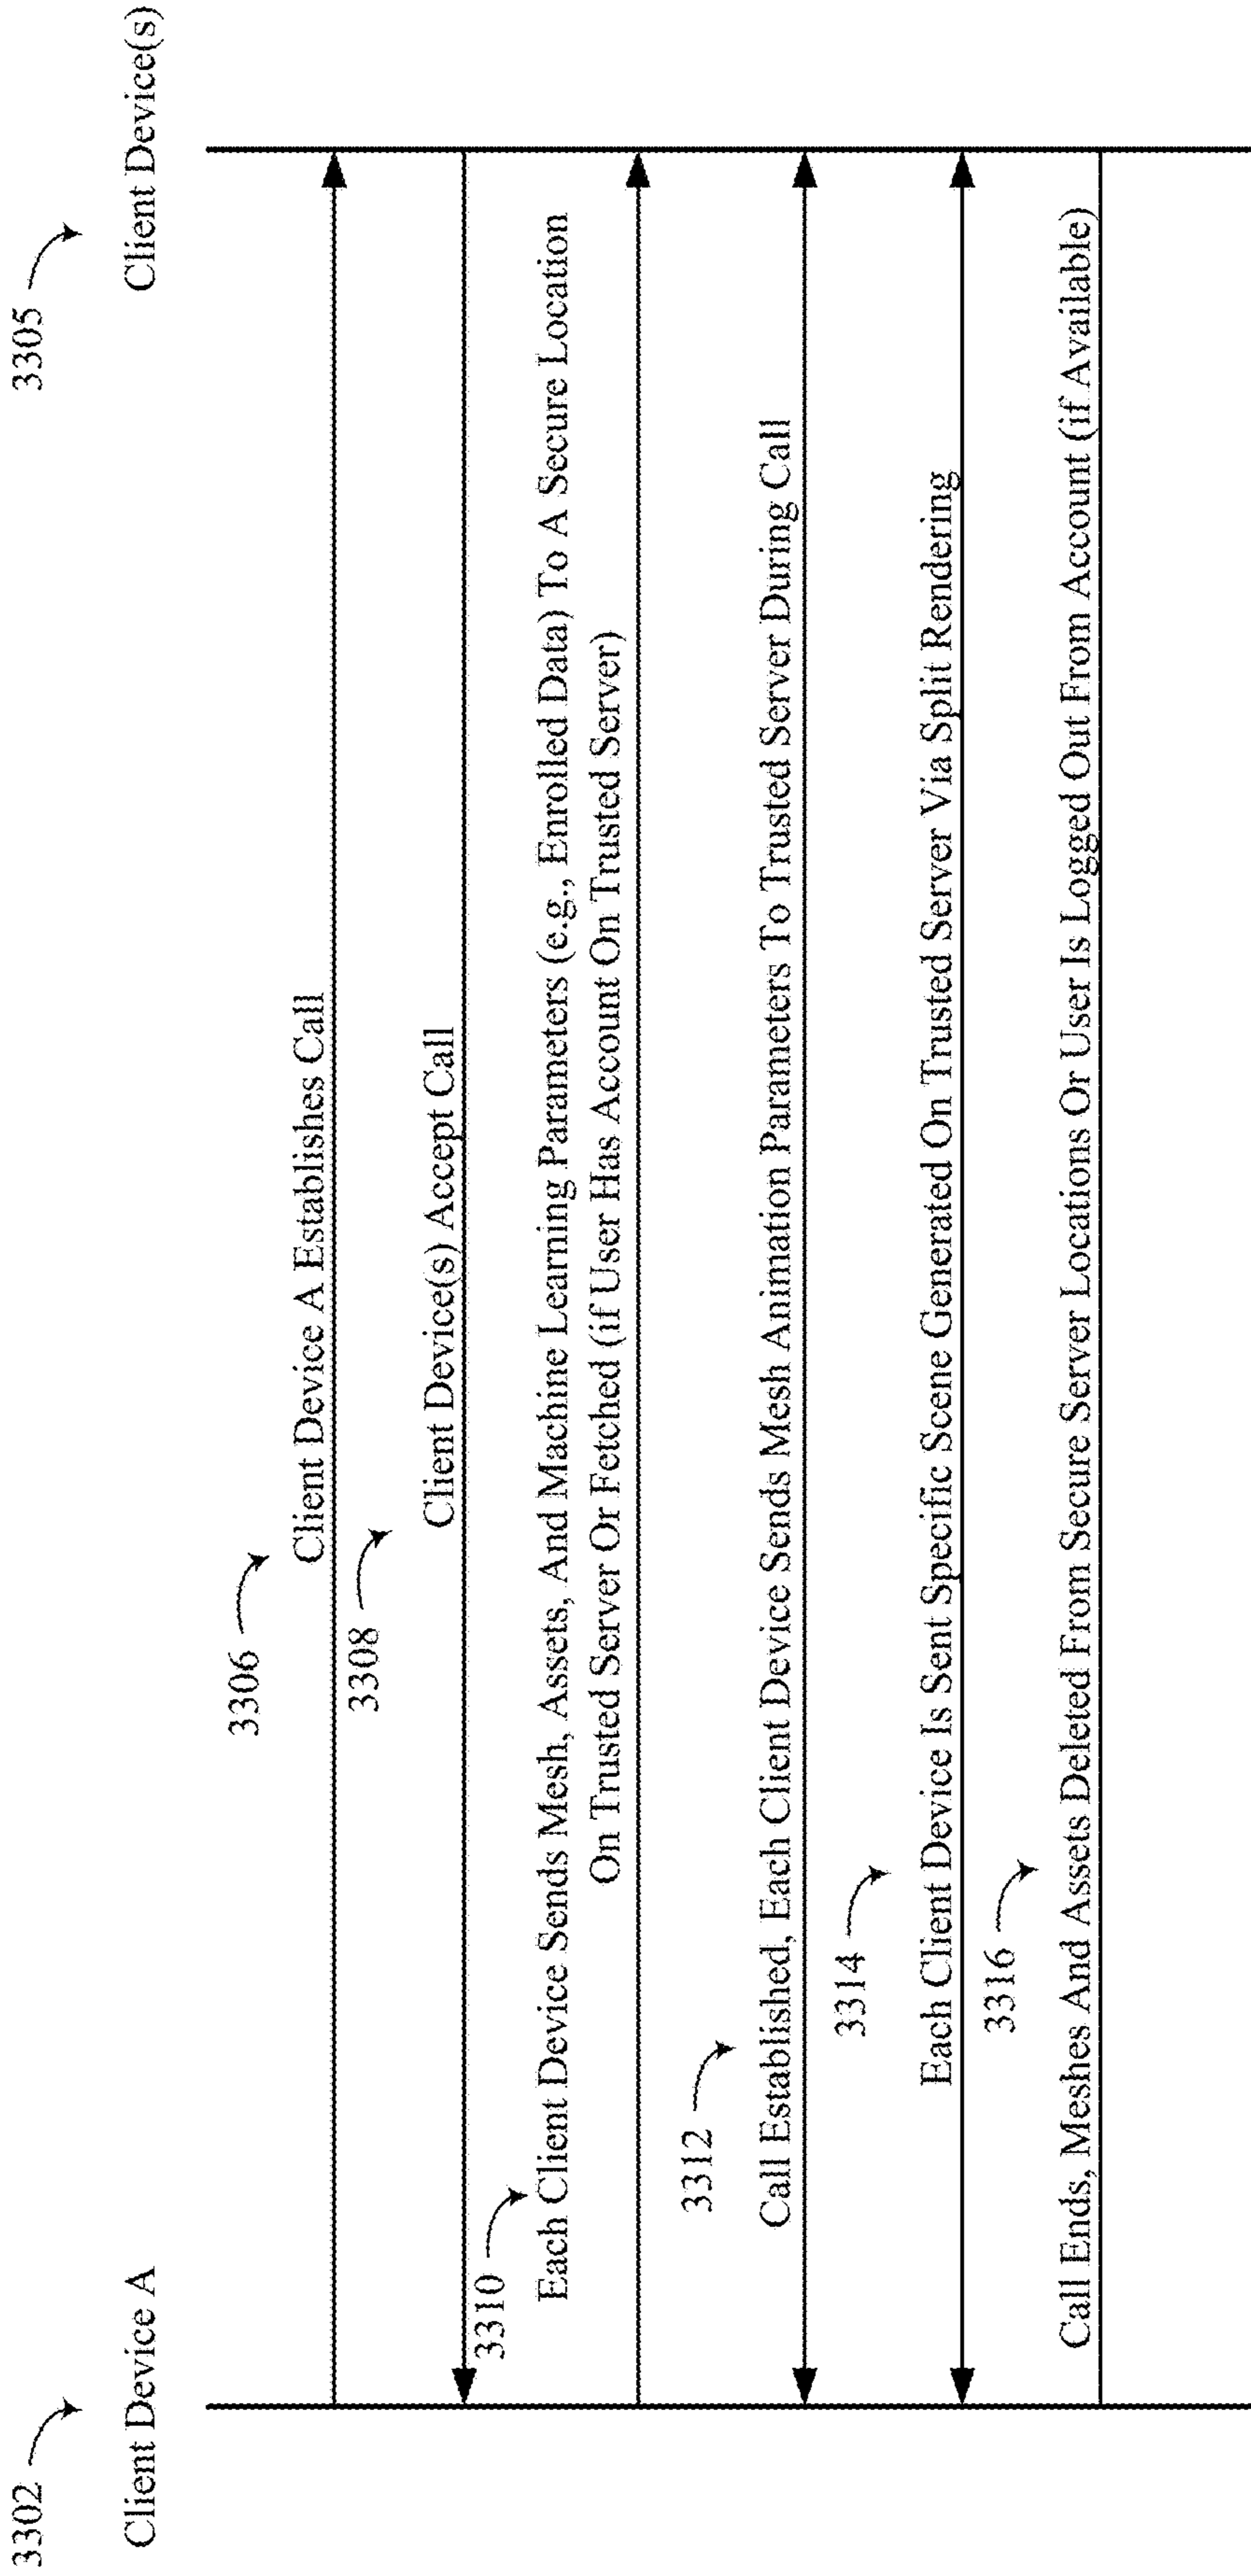 3302
Client Device A
3305
Client Device(s)
3306
Client Device A Establishes Call
3308
Client Device(s) Accept Call
3310
Each Client Device Sends Mesh, Assets, And Machine Learning Parameters (e.g., Enrolled Data) To A Secure Location
On Trusted Server Or Fetched (if User Has Account On Trusted Server)
3312
Call Established, Each Client Device Sends Mesh Animation Parameters To Trusted Server During Call
3314
Each Client Device Is Sent Specific Scene Generated On Trusted Server Via Split Rendering
3316
Call Ends, Meshes And Assets Deleted From Secure Server Locations Or User Is Logged Out From Account (if Available)